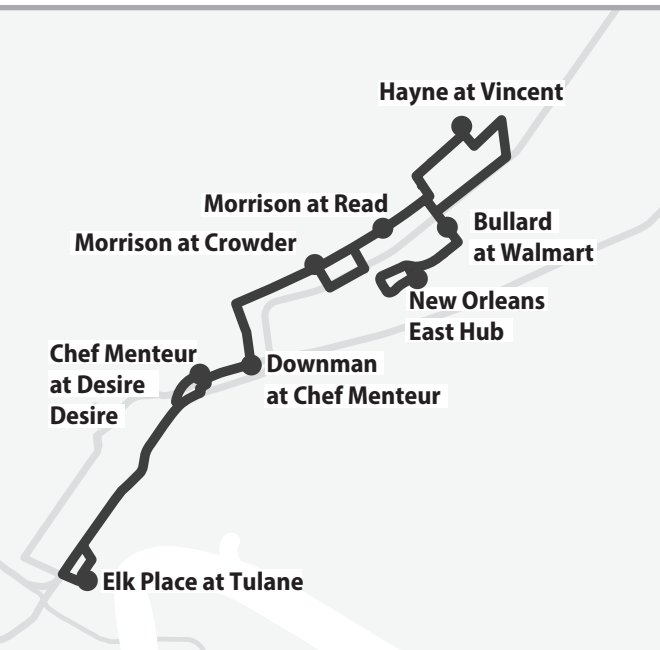 Hayne at Vincent
Morrison at Read
Bullard
at Walmart
Morrison at Crowder
New Orleans
East Hub
Chef Menteur
at Desire
Desire
Downman
at Chef Menteur
Elk Place at Tulane